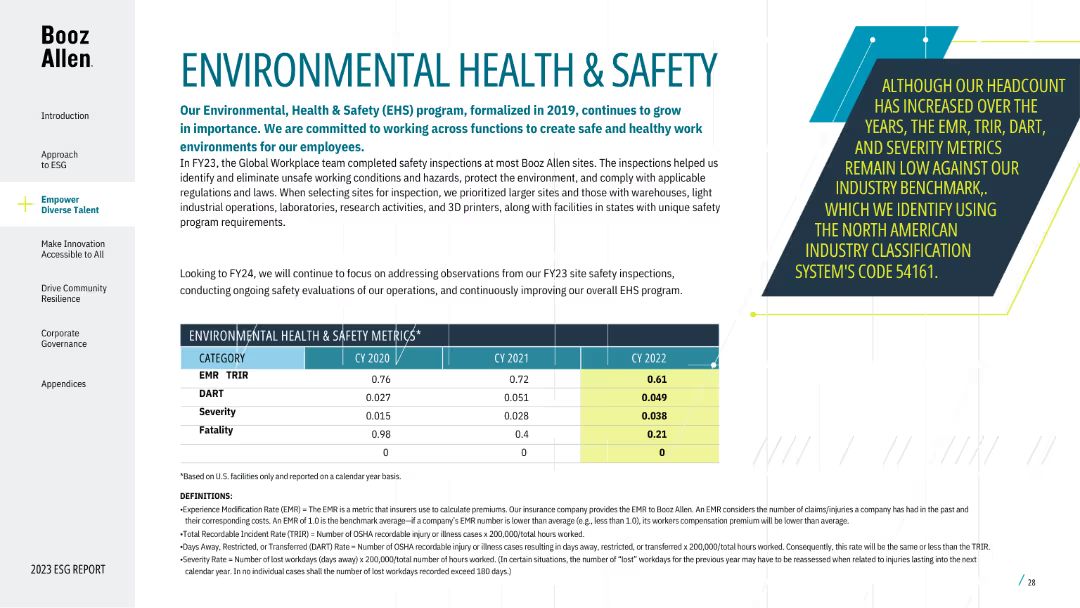 Booz
Allen.
Introduction
Approach
to ESG
Empower
Diverse Talent
Make Innovation
Accessible to All
Drive Community
Resilience
Corporate
Governance
Appendices
2023 ESG REPORT
ENVIRONMENTAL HEALTH & SAFETY
Our Environmental, Health & Safety (EHS) program, formalized in 2019, continues to grow
in importance. We are committed to working across functions to create safe and healthy work
environments for our employees.
In FY23, the Global Workplace team completed safety inspections at most Booz Allen sites. The inspections helped us
identify and eliminate unsafe working conditions and hazards, protect the environment, and comply with applicable
regulations and laws. When selecting sites for inspection, we prioritized larger sites and those with warehouses, light
industrial operations, laboratories, research activities, and 3D printers, along with facilities in states with unique safety
program requirements.
Looking to FY24, we will continue to focus on addressing observations from our FY23 site safety inspections,
conducting ongoing safety evaluations of our operations, and continuously improving our overall EHS program.
ALTHOUGH OUR HEADCOUNT
HAS INCREASED OVER THE
YEARS, THE EMR, TRIR, DART,
AND SEVERITY METRICS
REMAIN LOW AGAINST OUR
INDUSTRY BENCHMARK,.
WHICH WE IDENTIFY USING
THE NORTH AMERICAN
INDUSTRY CLASSIFICATION
SYSTEM'S CODE 54161.
ENVIRONMENTAL HEALTH & SAFETY METRICS*
CATEGORY CY 2020 CY 2021 CY 2022
EMR TRIR 0.76 0.72 0.61
DART 0.027 0.051 0.049
Severity 0.015 0.028 0.038
Fatality 0.98 0.4 0.21
0 0 0
*Based on U.S. facilities only and reported on a calendar year basis.
DEFINITIONS:
•Experience Modification Rate (EMR) = The EMR is a metric that insurers use to calculate premiums. Our insurance company provides the EMR to Booz Allen. An EMR considers the number of claims/injuries a company has had in the past and
their corresponding costs. An EMR of 1.0 is the benchmark average—if a company's EMR number is lower than average (e.g., less than 1.0), its workers compensation premium will be lower than average.
•Total Recordable Incident Rate (TRIR) = Number of OSHA recordable injury or illness cases x 200,000/total hours worked.
•Days Away, Restricted, or Transferred (DART) Rate = Number of OSHA recordable injury or illness cases resulting in days away, restricted, or transferred x 200,000/total hours worked. Consequently, this rate will be the same or less than the TRIR.
•Severity Rate = Number of lost workdays (days away) x 200,000/total number of hours worked. (In certain situations, the number of "lost" workdays for the previous year may have to be reassessed when related to injuries lasting into the next
calendar year. In no individual cases shall the number of lost workdays recorded exceed 180 days.)
/ 28